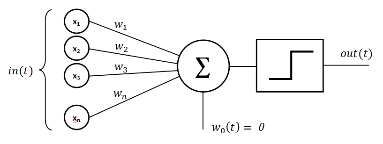 x₁
w₁
x₂
w₂
in(t)
x₃
w₃
Σ
out(t)
wₙ
xₙ
w₀(t) = 0